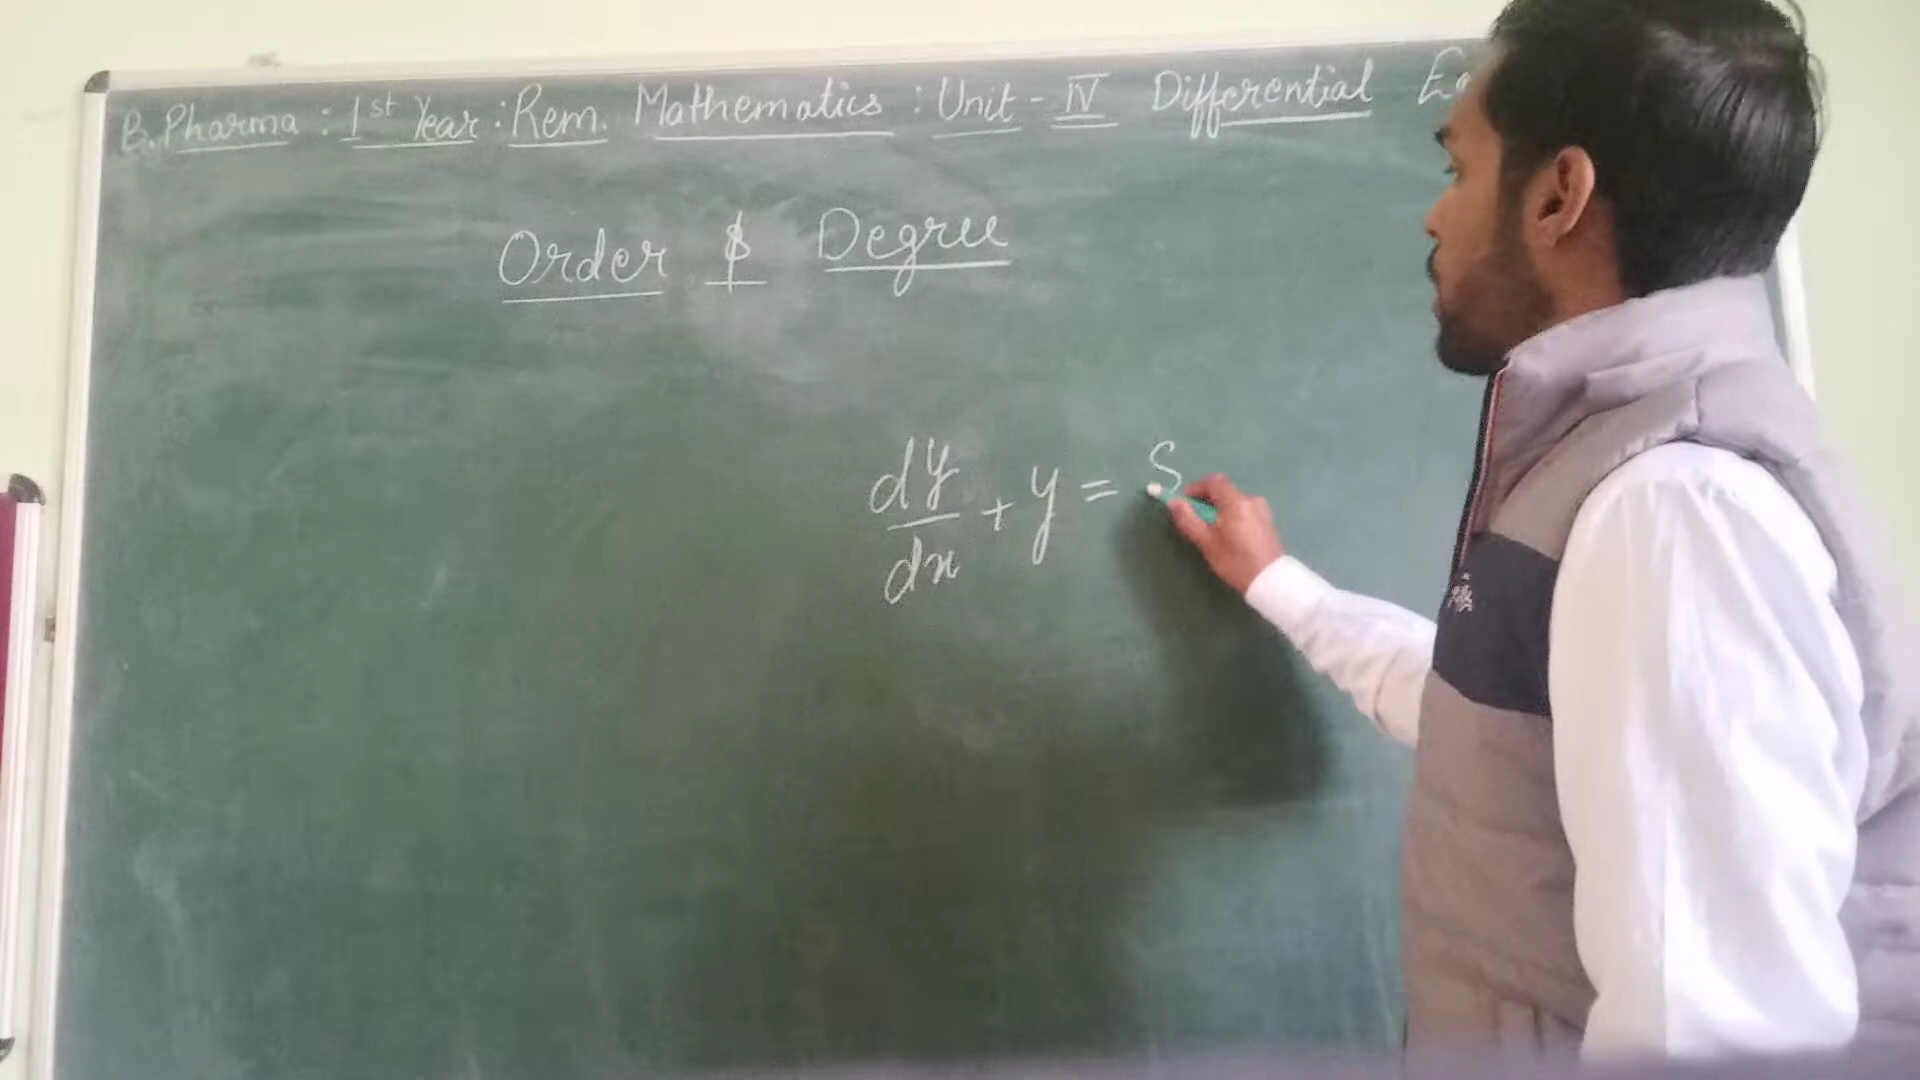 B.Pharma : 1st Year : Rem. Mathematics : Unit - IV Differential
Order & Degree
dy/dx + y = S